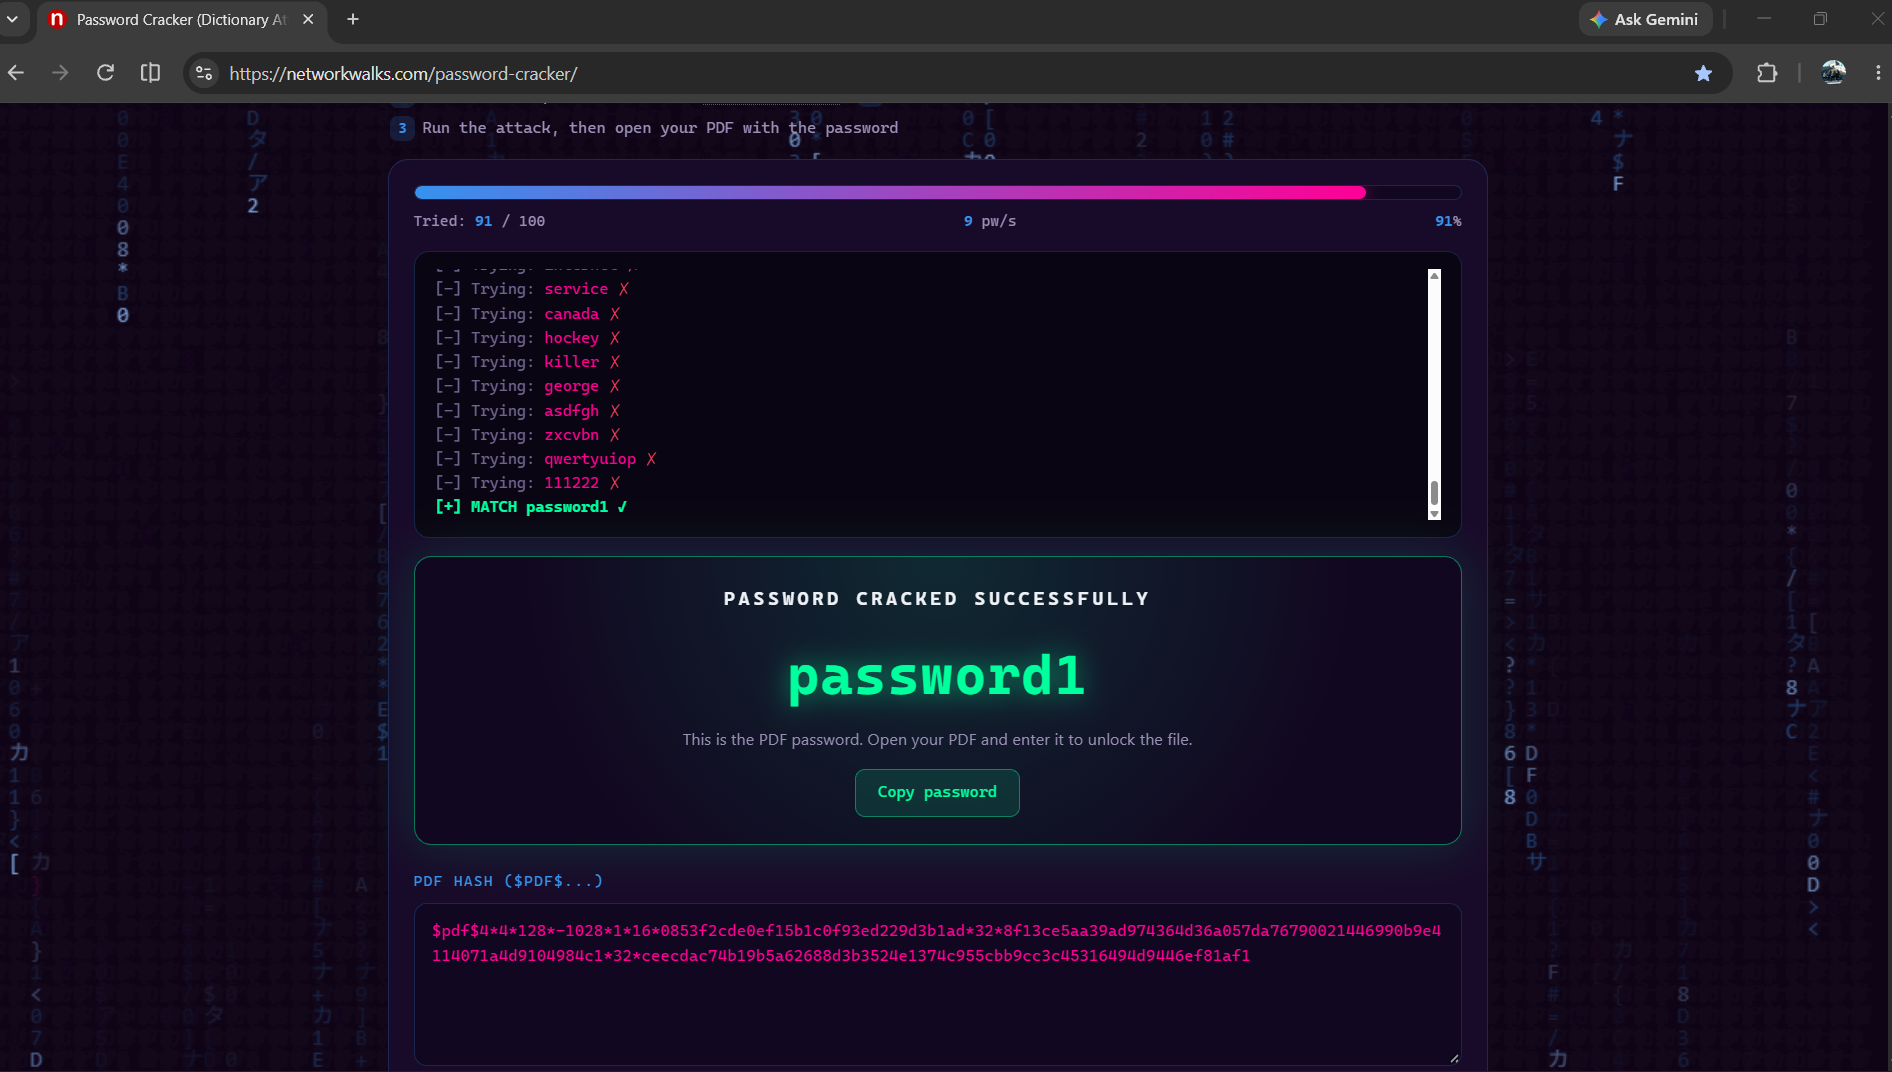 Password Cracker (Dictionary At
Ask Gemini
https://networkwalks.com/password-cracker/
3 Run the attack, then open your PDF with the password
Tried: 91 / 100
9 pw/s
91%
[-] Trying: service ✗
[-] Trying: canada ✗
[-] Trying: hockey ✗
[-] Trying: killer ✗
[-] Trying: george ✗
[-] Trying: asdfgh ✗
[-] Trying: zxcvbn ✗
[-] Trying: qwertyuiop ✗
[-] Trying: 111222 ✗
[+] MATCH password1 ✓
PASSWORD CRACKED SUCCESSFULLY
password1
This is the PDF password. Open your PDF and enter it to unlock the file.
Copy password
PDF HASH ($PDF$...)
$pdf$4*4*128*-1028*1*16*0853f2cde0ef15b1c0f93ed229d3b1ad*32*8f13ce5aa39ad974364d36a057da76790021446990b9e4
114071a4d9104984c1*32*ceecdac74b19b5a62688d3b3524e1374c955cbb9cc3c45316494d9446ef81af1